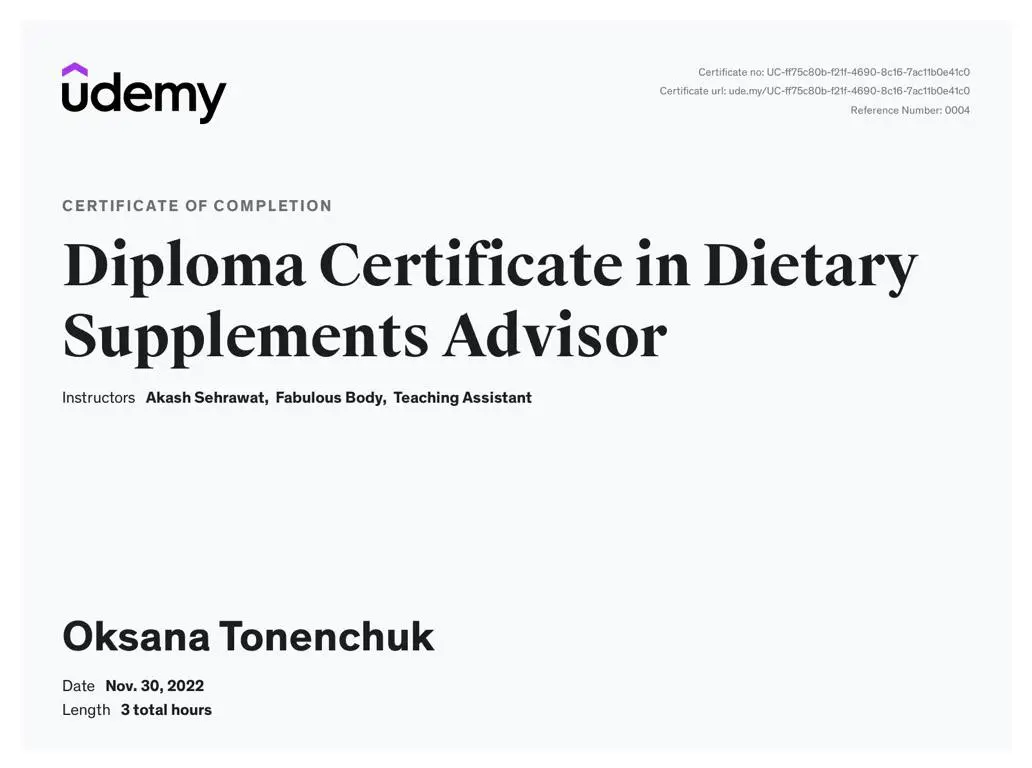 udemy
Certificate no: UC-ff75c80b-f21f-4690-8c16-7ac11b0e41c0
Certificate url: ude.my/UC-ff75c80b-f21f-4690-8c16-7ac11b0e41c0
Reference Number: 0004
CERTIFICATE OF COMPLETION
Diploma Certificate in Dietary
Supplements Advisor
Instructors Akash Sehrawat, Fabulous Body, Teaching Assistant
Oksana Tonenchuk
Date Nov. 30, 2022
Length 3 total hours